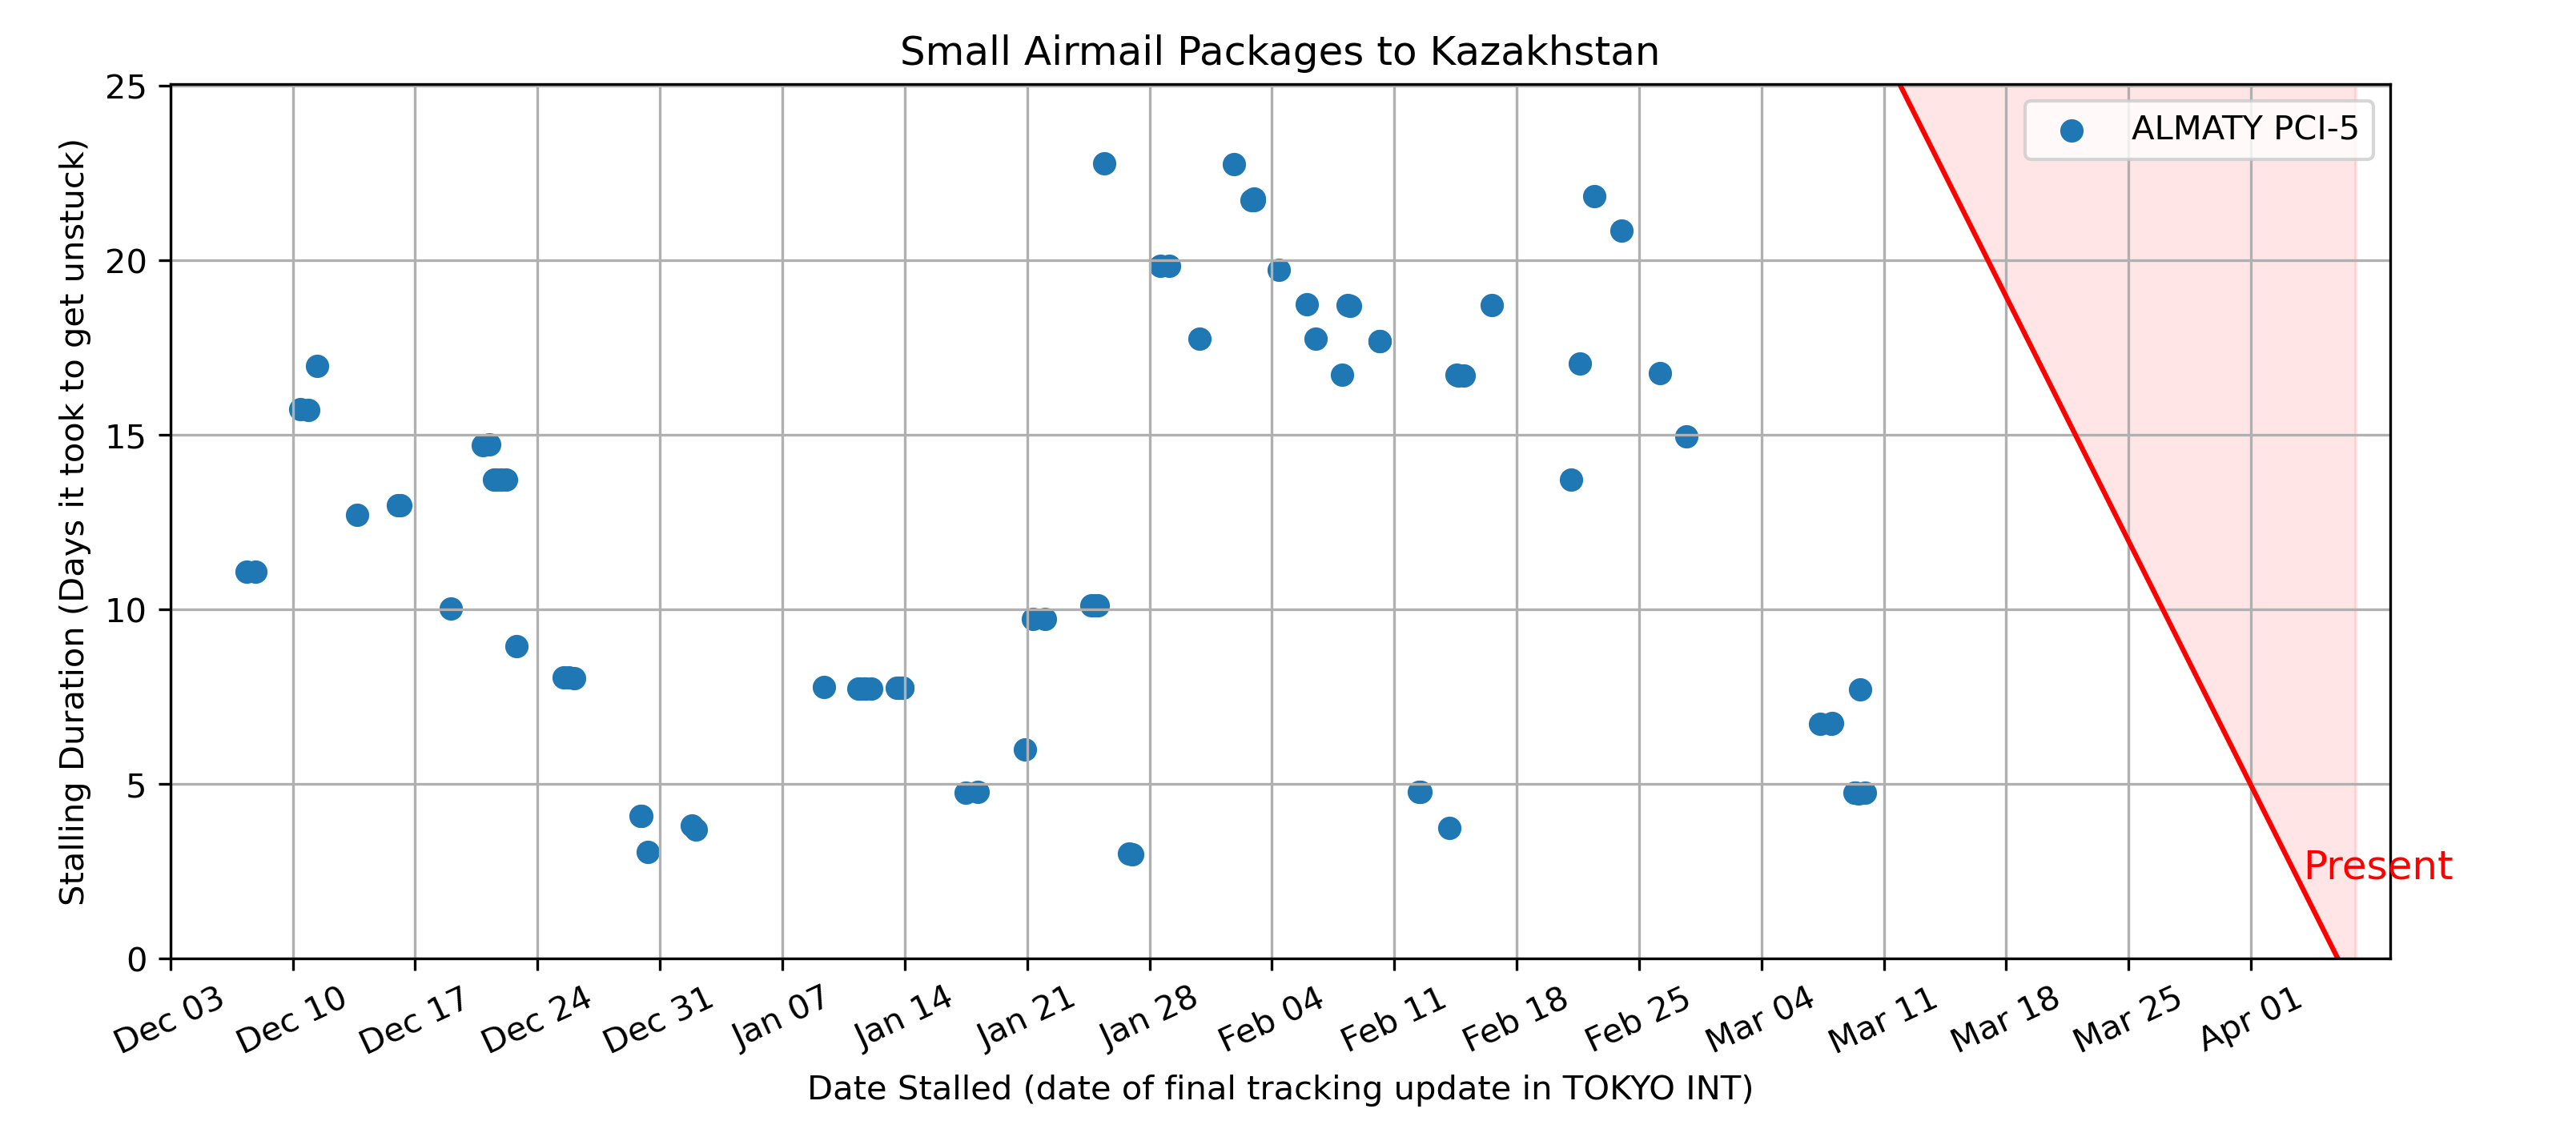 Small Airmail Packages to Kazakhstan
ALMATY PCI-5
Stalling Duration (Days it took to get unstuck)
25
20
15
10
5
0
Present
Dec 03
Dec 10
Dec 17
Dec 24
Dec 31
Jan 07
Jan 14
Jan 21
Jan 28
Feb 04
Feb 11
Feb 18
Feb 25
Mar 04
Mar 11
Mar 18
Mar 25
Apr 01
Date Stalled (date of final tracking update in TOKYO INT)